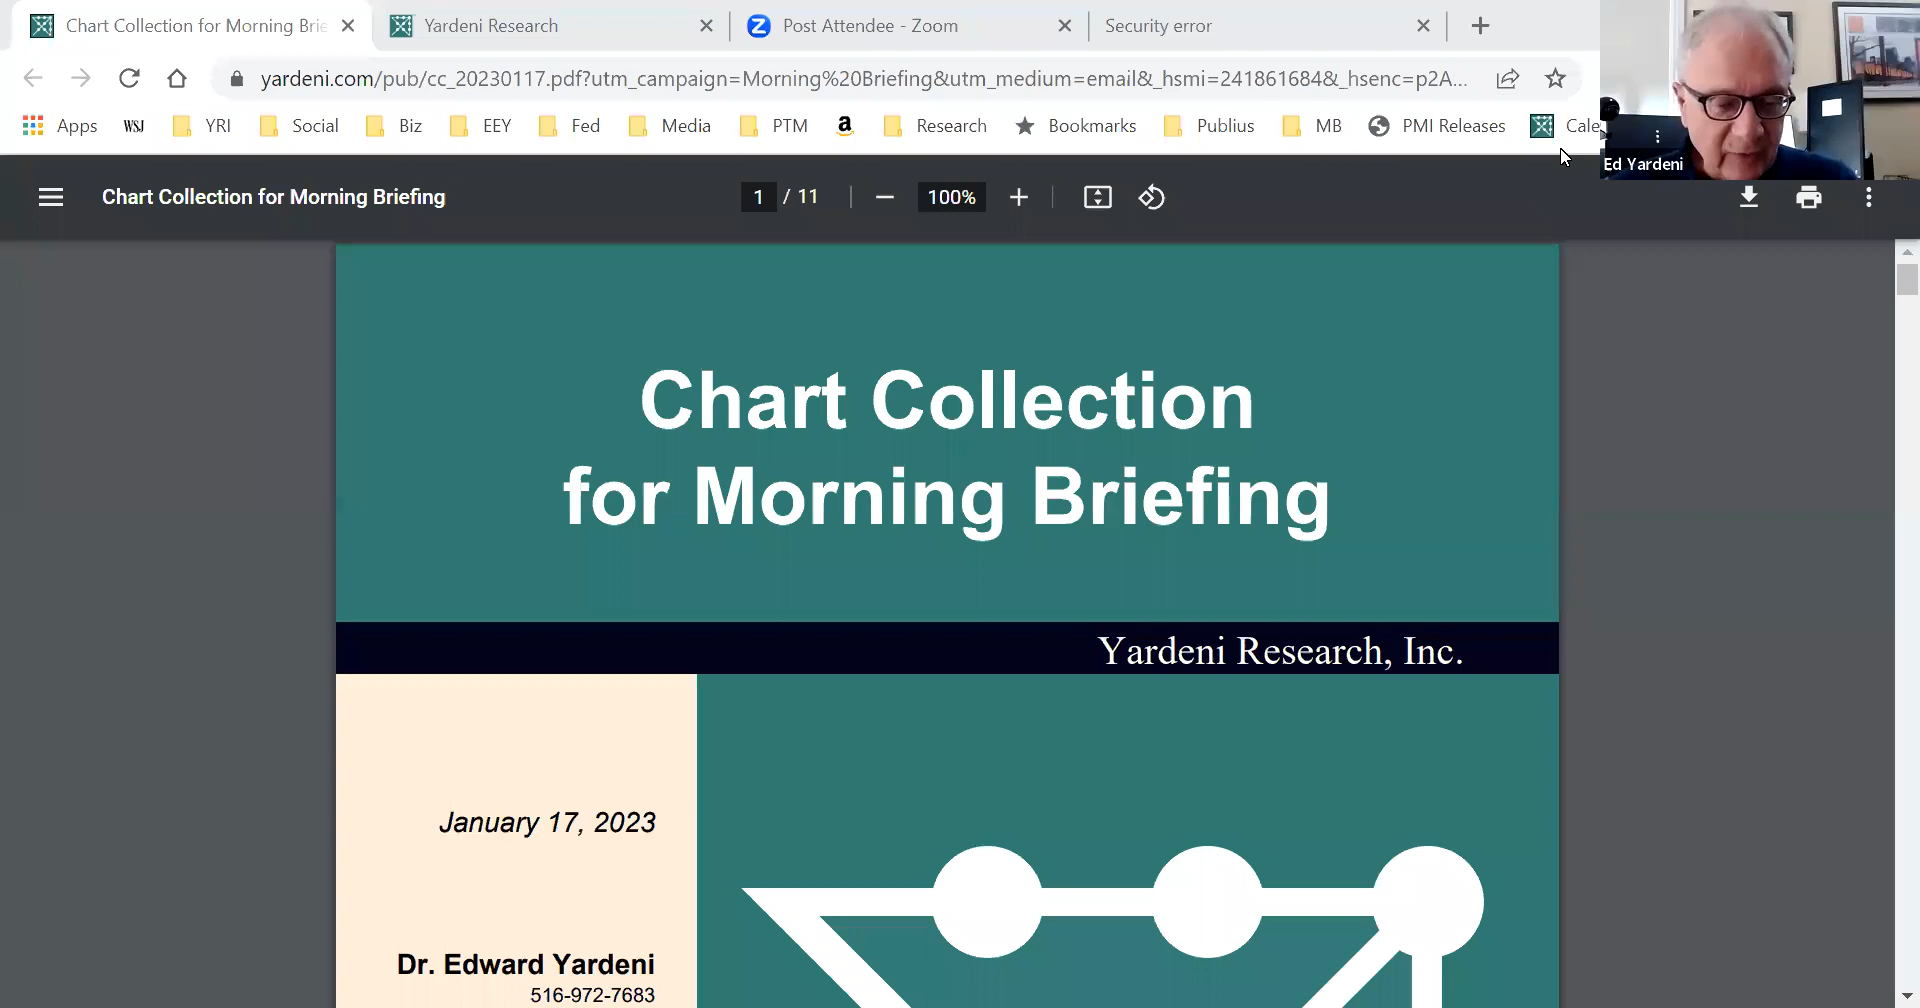 Chart Collection for Morning Brie
Yardeni Research
Post Attendee - Zoom
Security error
yardeni.com/pub/cc_20230117.pdf?utm_campaign=Morning%20Briefing&utm_medium=email&_hsmi=241861684&_hsenc=p2A...
Apps
WSJ
YRI
Social
Biz
EEY
Fed
Media
PTM
a
Research
Bookmarks
Publius
MB
PMI Releases
Cale
Ed Yardeni
Chart Collection for Morning Briefing
1 / 11
100%
Chart Collection
for Morning Briefing
Yardeni Research, Inc.
January 17, 2023
Dr. Edward Yardeni
516-972-7683